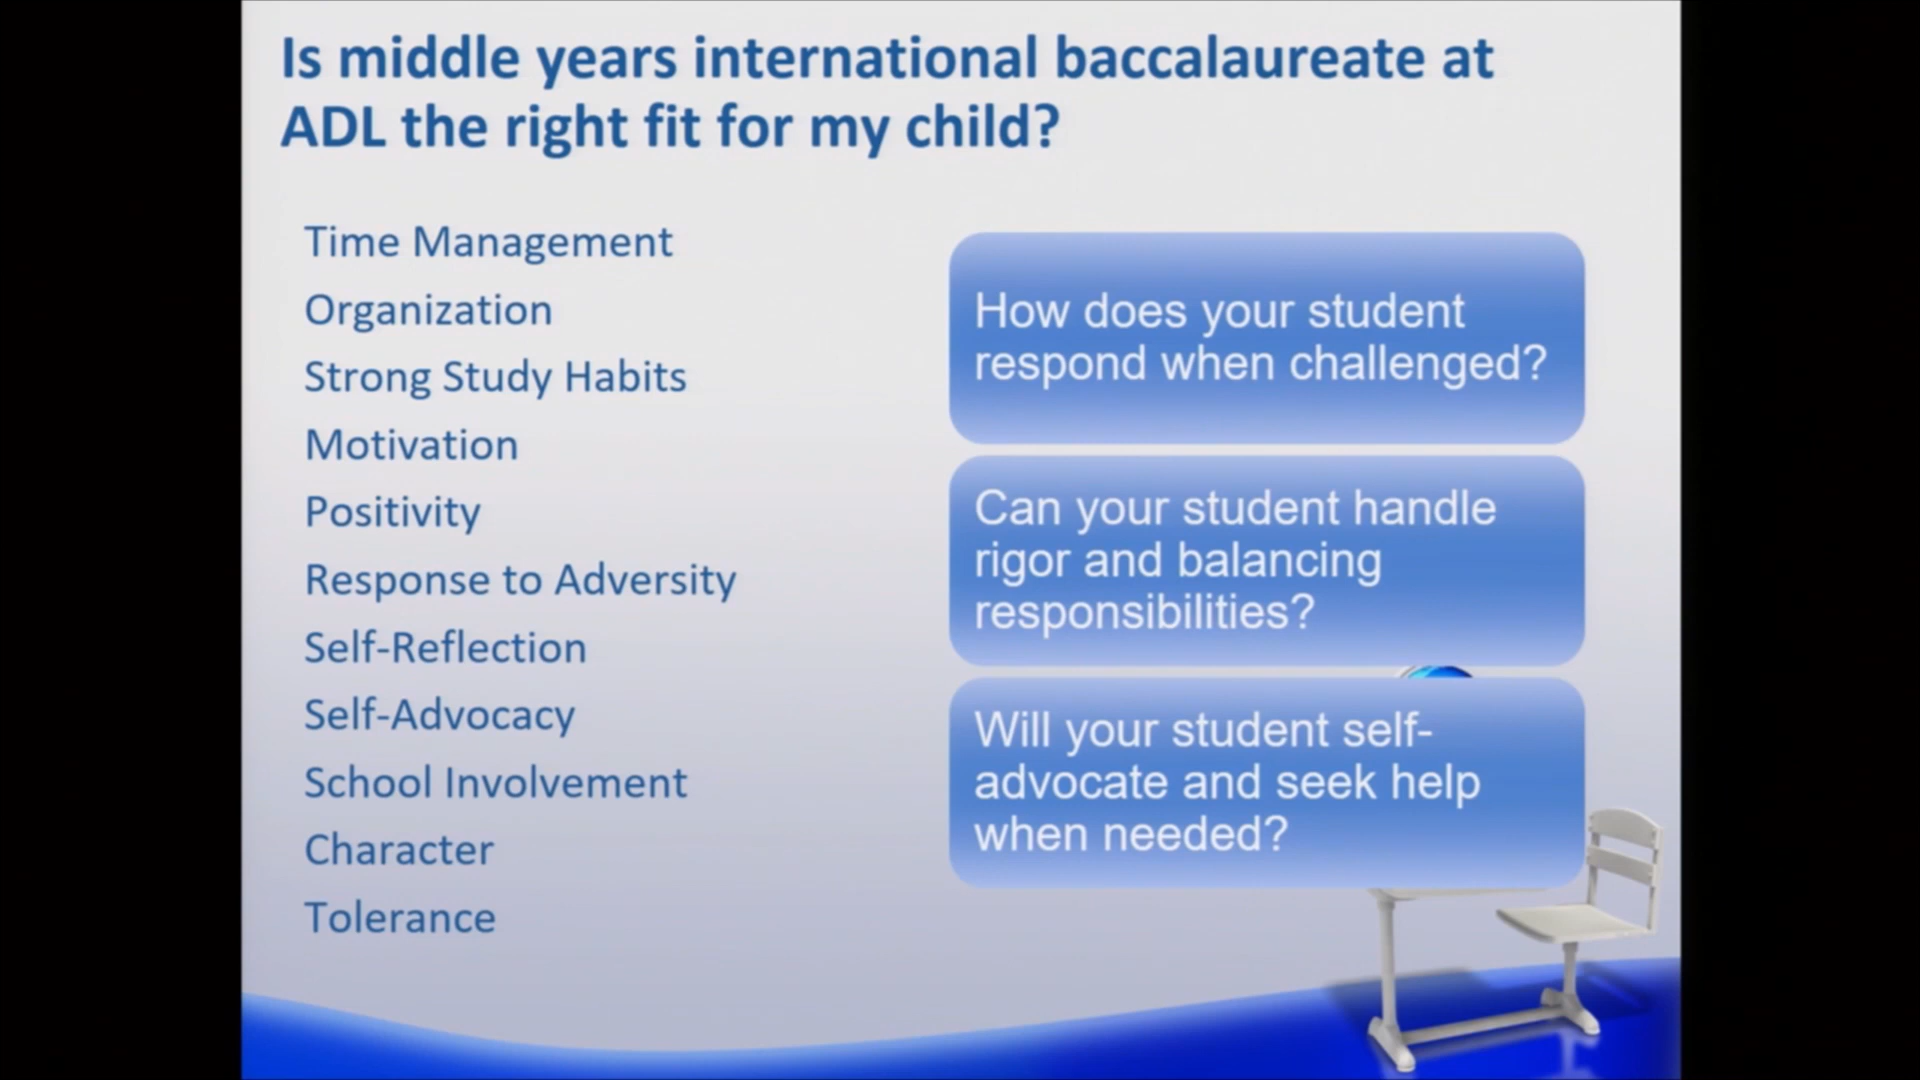 Is middle years international baccalaureate at
ADL the right fit for my child?
Time Management
Organization
Strong Study Habits
Motivation
Positivity
Response to Adversity
Self-Reflection
Self-Advocacy
School Involvement
Character
Tolerance
How does your student
respond when challenged?
Can your student handle
rigor and balancing
responsibilities?
Will your student self-
advocate and seek help
when needed?